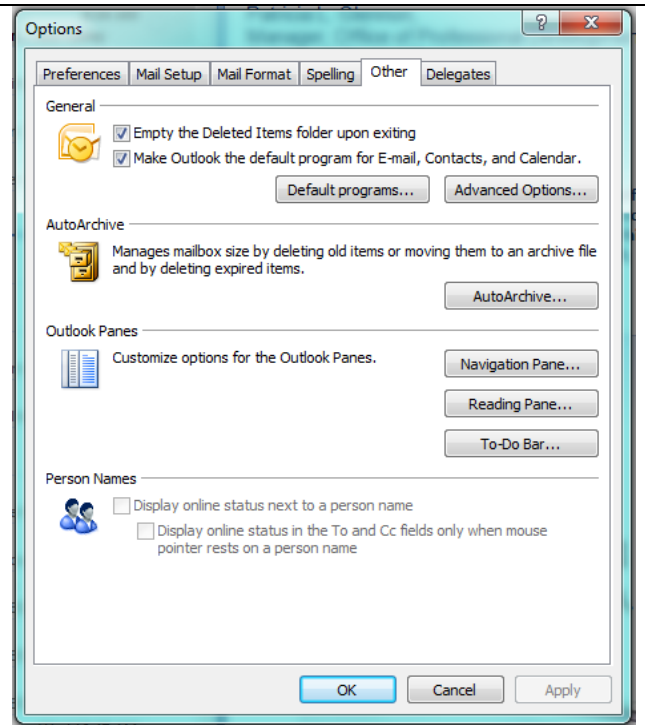 Options
Preferences Mail Setup Mail Format Spelling Other Delegates
General
Empty the Deleted Items folder upon exiting
Make Outlook the default program for E-mail, Contacts, and Calendar.
Default programs... Advanced Options...
AutoArchive
Manages mailbox size by deleting old items or moving them to an archive file
and by deleting expired items.
AutoArchive...
Outlook Panes
Customize options for the Outlook Panes.
Navigation Pane...
Reading Pane...
To-Do Bar...
Person Names
Display online status next to a person name
Display online status in the To and Cc fields only when mouse
pointer rests on a person name
OK Cancel Apply